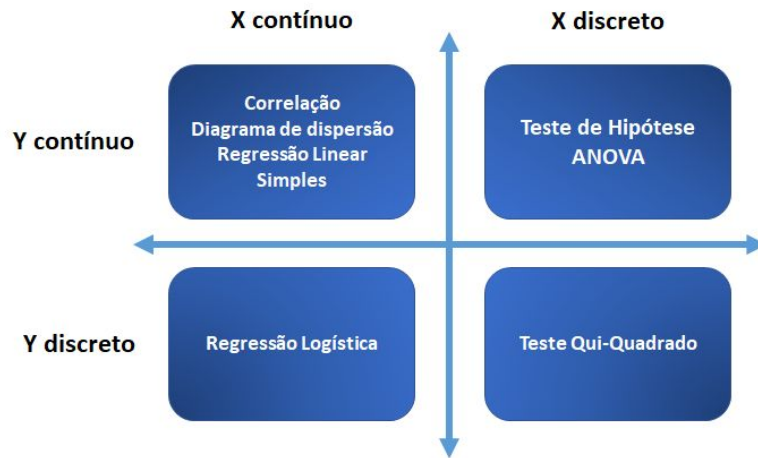 X contínuo
X discreto
Y contínuo
Correlação
Diagrama de dispersão
Regressão Linear
Simples
Teste de Hipótese
ANOVA
Y discreto
Regressão Logística
Teste Qui-Quadrado